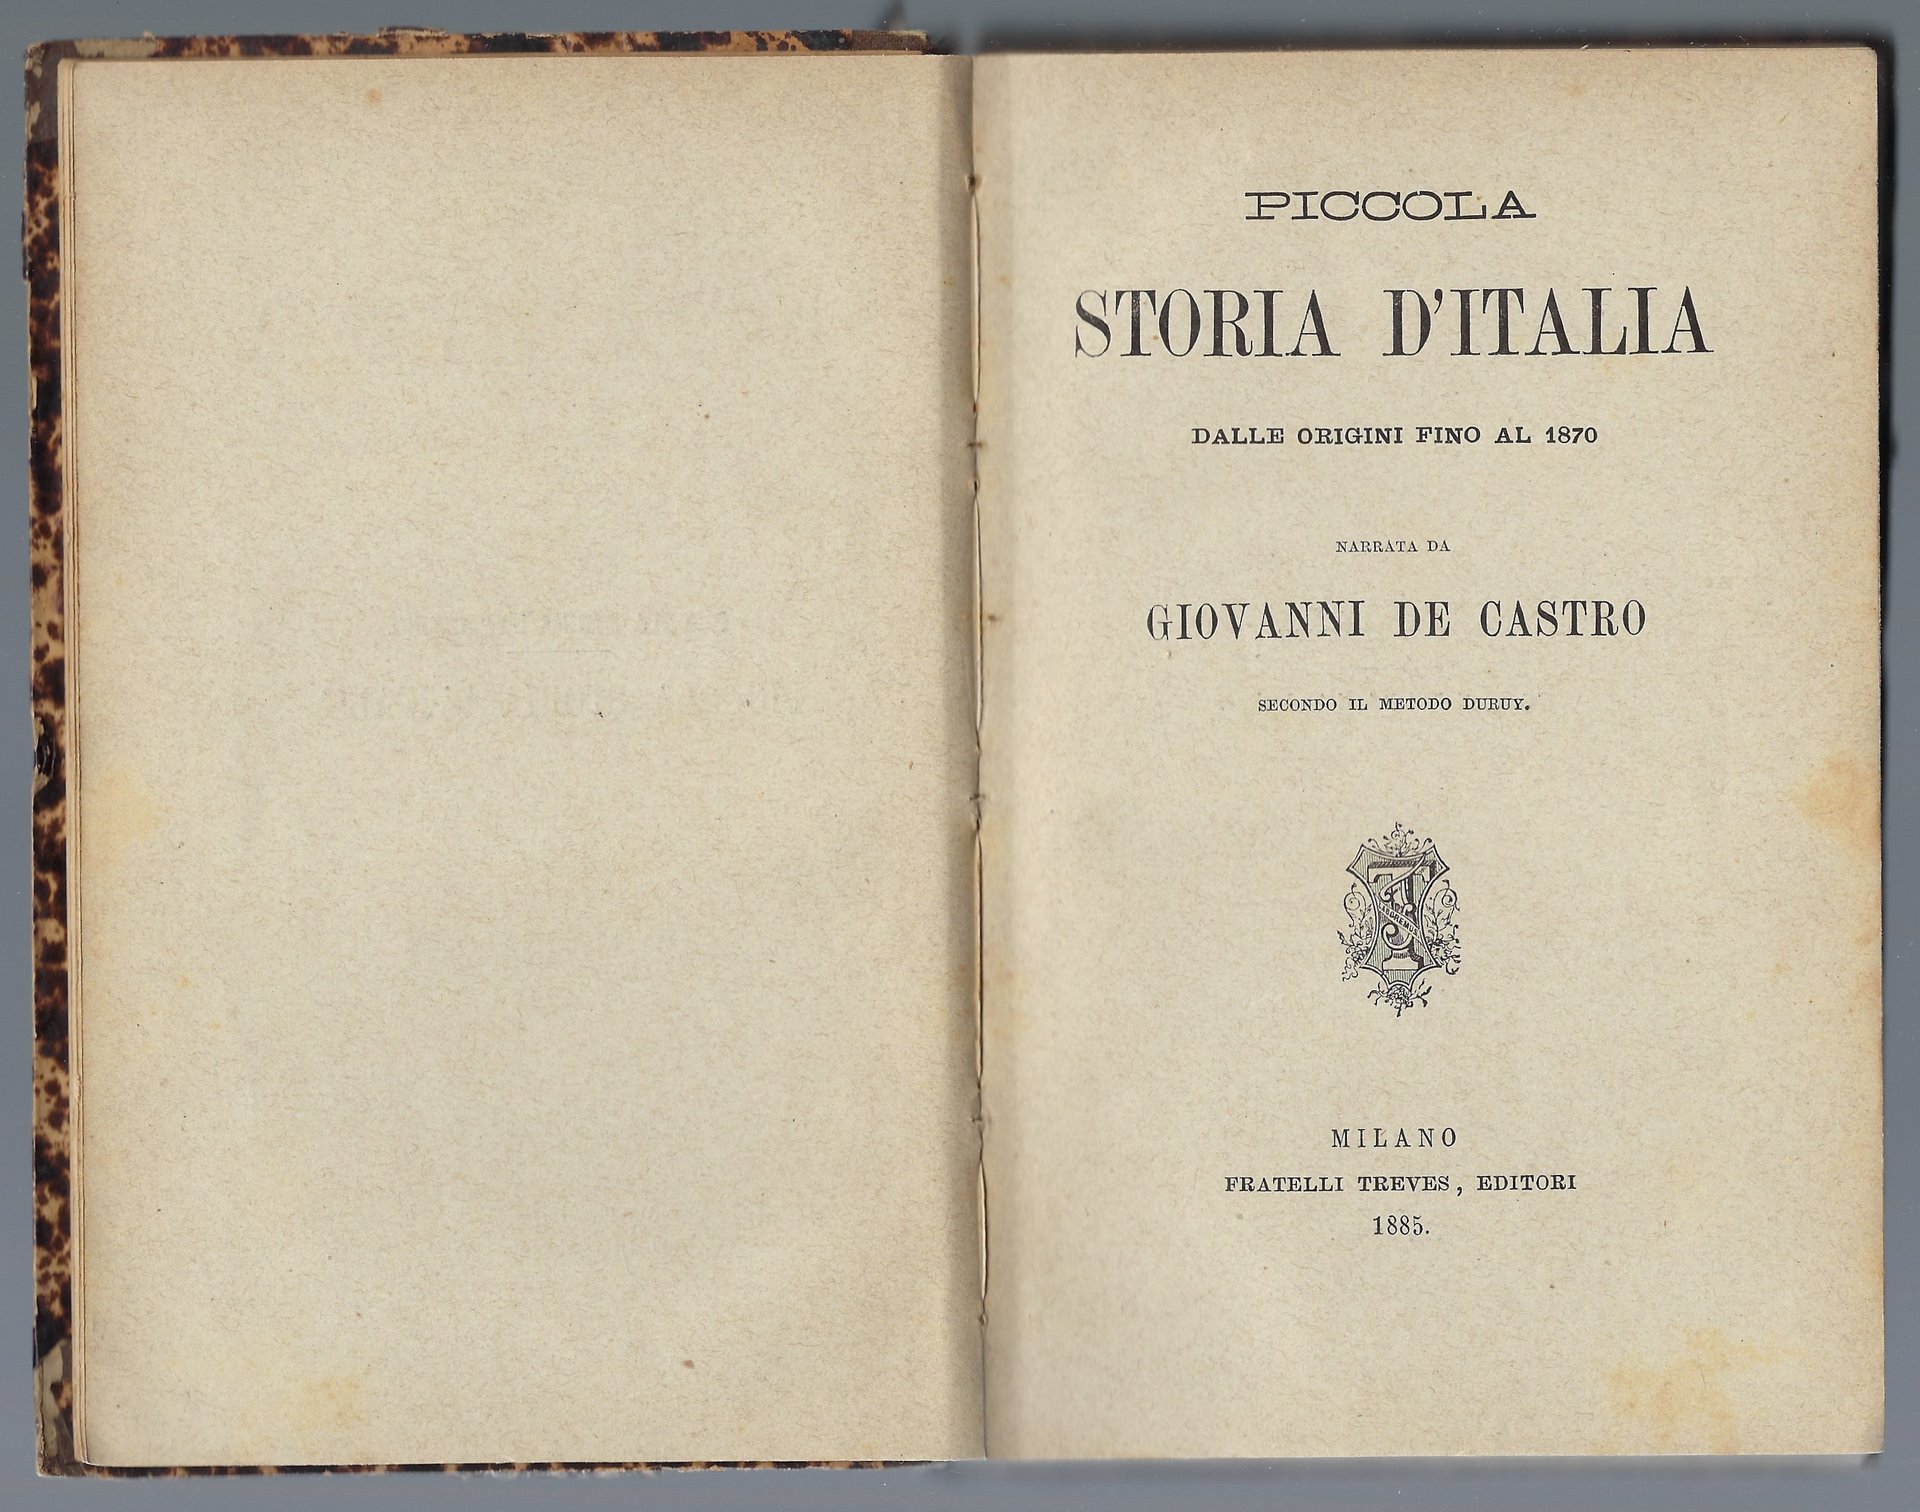 PICCOLA
STORIA D'ITALIA
DALLE ORIGINI FINO AL 1870
NARRATA DA
GIOVANNI DE CASTRO
SECONDO IL METODO DURUY.
LABOREMUS
MILANO
FRATELLI TREVES, EDITORI
1885.